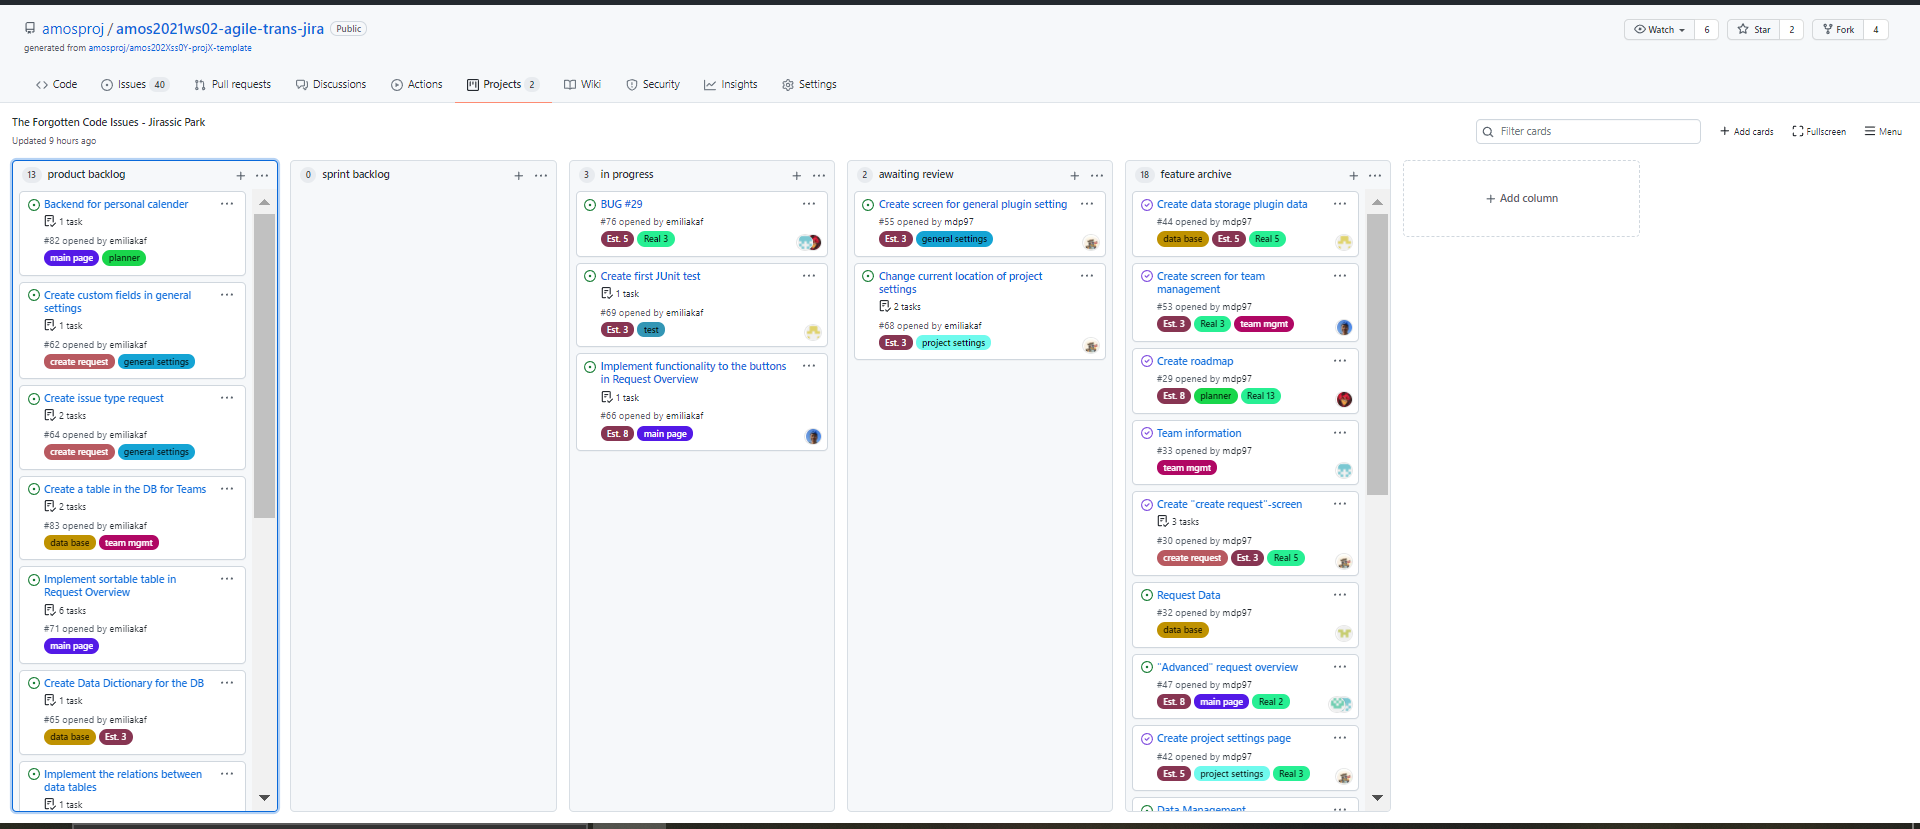 amosproj / amos2021ws02-agile-trans-jira Public
generated from amosproj/amos202Xss0Y-projX-template
Watch 6 Star 2 Fork 4
Code Issues 40 Pull requests Discussions Actions Projects 2 Wiki Security Insights Settings
The Forgotten Code Issues - Jirassic Park
Updated 9 hours ago
Filter cards
+ Add cards Fullscreen Menu
13 product backlog
Backend for personal calender
1 task
#82 opened by emiliakaf
main page planner
Create custom fields in general
settings
1 task
#62 opened by emiliakaf
create request general settings
Create issue type request
2 tasks
#64 opened by emiliakaf
create request general settings
Create a table in the DB for Teams
2 tasks
#83 opened by emiliakaf
data base team mgmt
Implement sortable table in
Request Overview
6 tasks
#71 opened by emiliakaf
main page
Create Data Dictionary for the DB
1 task
#65 opened by emiliakaf
data base Est. 3
Implement the relations between
data tables
1 task
0 sprint backlog
3 in progress
BUG #29
#76 opened by emiliakaf
Est. 5 Real 3
Create first JUnit test
1 task
#69 opened by emiliakaf
Est. 3 test
Implement functionality to the buttons
in Request Overview
1 task
#66 opened by emiliakaf
Est. 8 main page
2 awaiting review
Create screen for general plugin setting
#55 opened by mdp97
Est. 3 general settings
Change current location of project
settings
2 tasks
#68 opened by emiliakaf
Est. 3 project settings
18 feature archive
Create data storage plugin data
#44 opened by mdp97
data base Est. 5 Real 5
Create screen for team
management
#53 opened by mdp97
Est. 3 Real 3 team mgmt
Create roadmap
#29 opened by mdp97
Est. 8 planner Real 13
Team information
#33 opened by mdp97
team mgmt
Create "create request"-screen
3 tasks
#30 opened by mdp97
create request Est. 3 Real 5
Request Data
#32 opened by mdp97
data base
"Advanced" request overview
#47 opened by mdp97
Est. 8 main page Real 2
Create project settings page
#42 opened by mdp97
Est. 5 project settings Real 3
Data Management
+ Add column